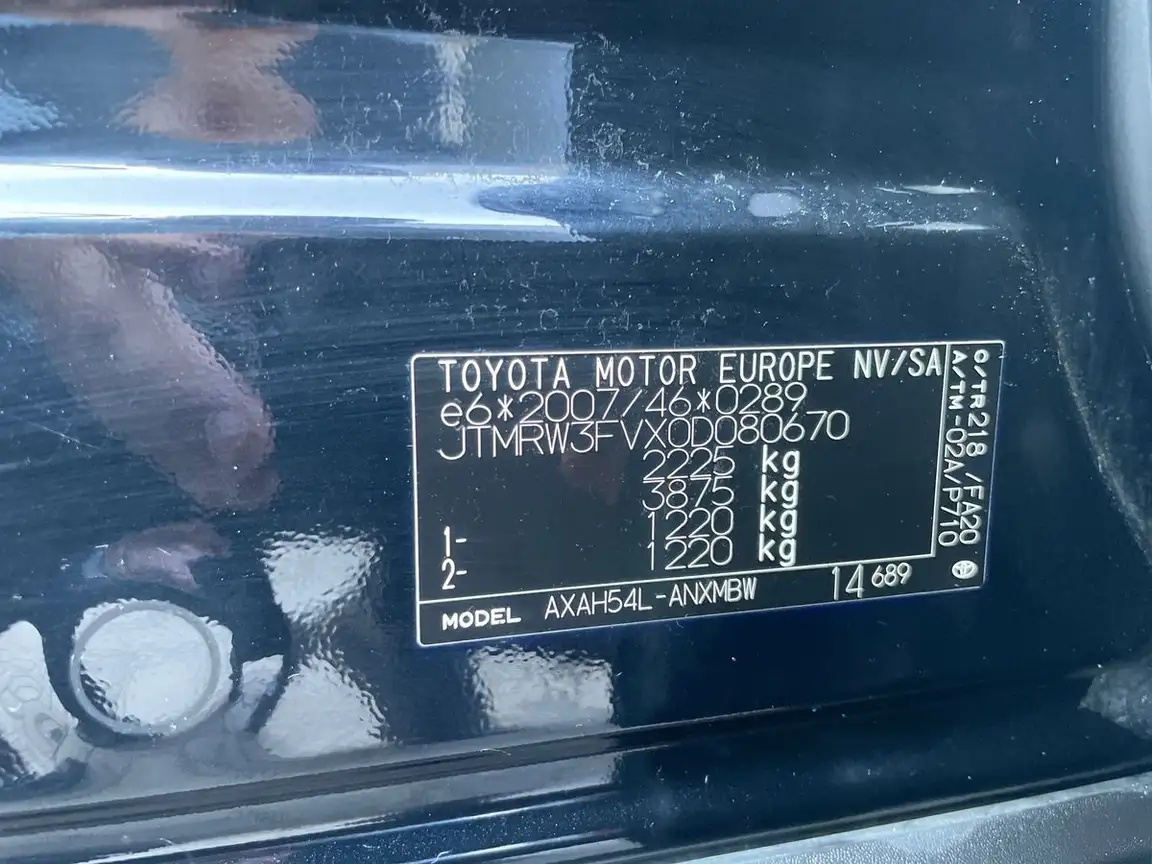 TOYOTA MOTOR EUROPE NV/SA
e6*2007/46*0289
JTMRW3FVX0D080670
2225 kg
3875 kg
1- 1220 kg
2- 1220 kg
MODEL AXAH54L-ANXMBW 14 689
C/TR218 /FA20
A/TM-02A/P710